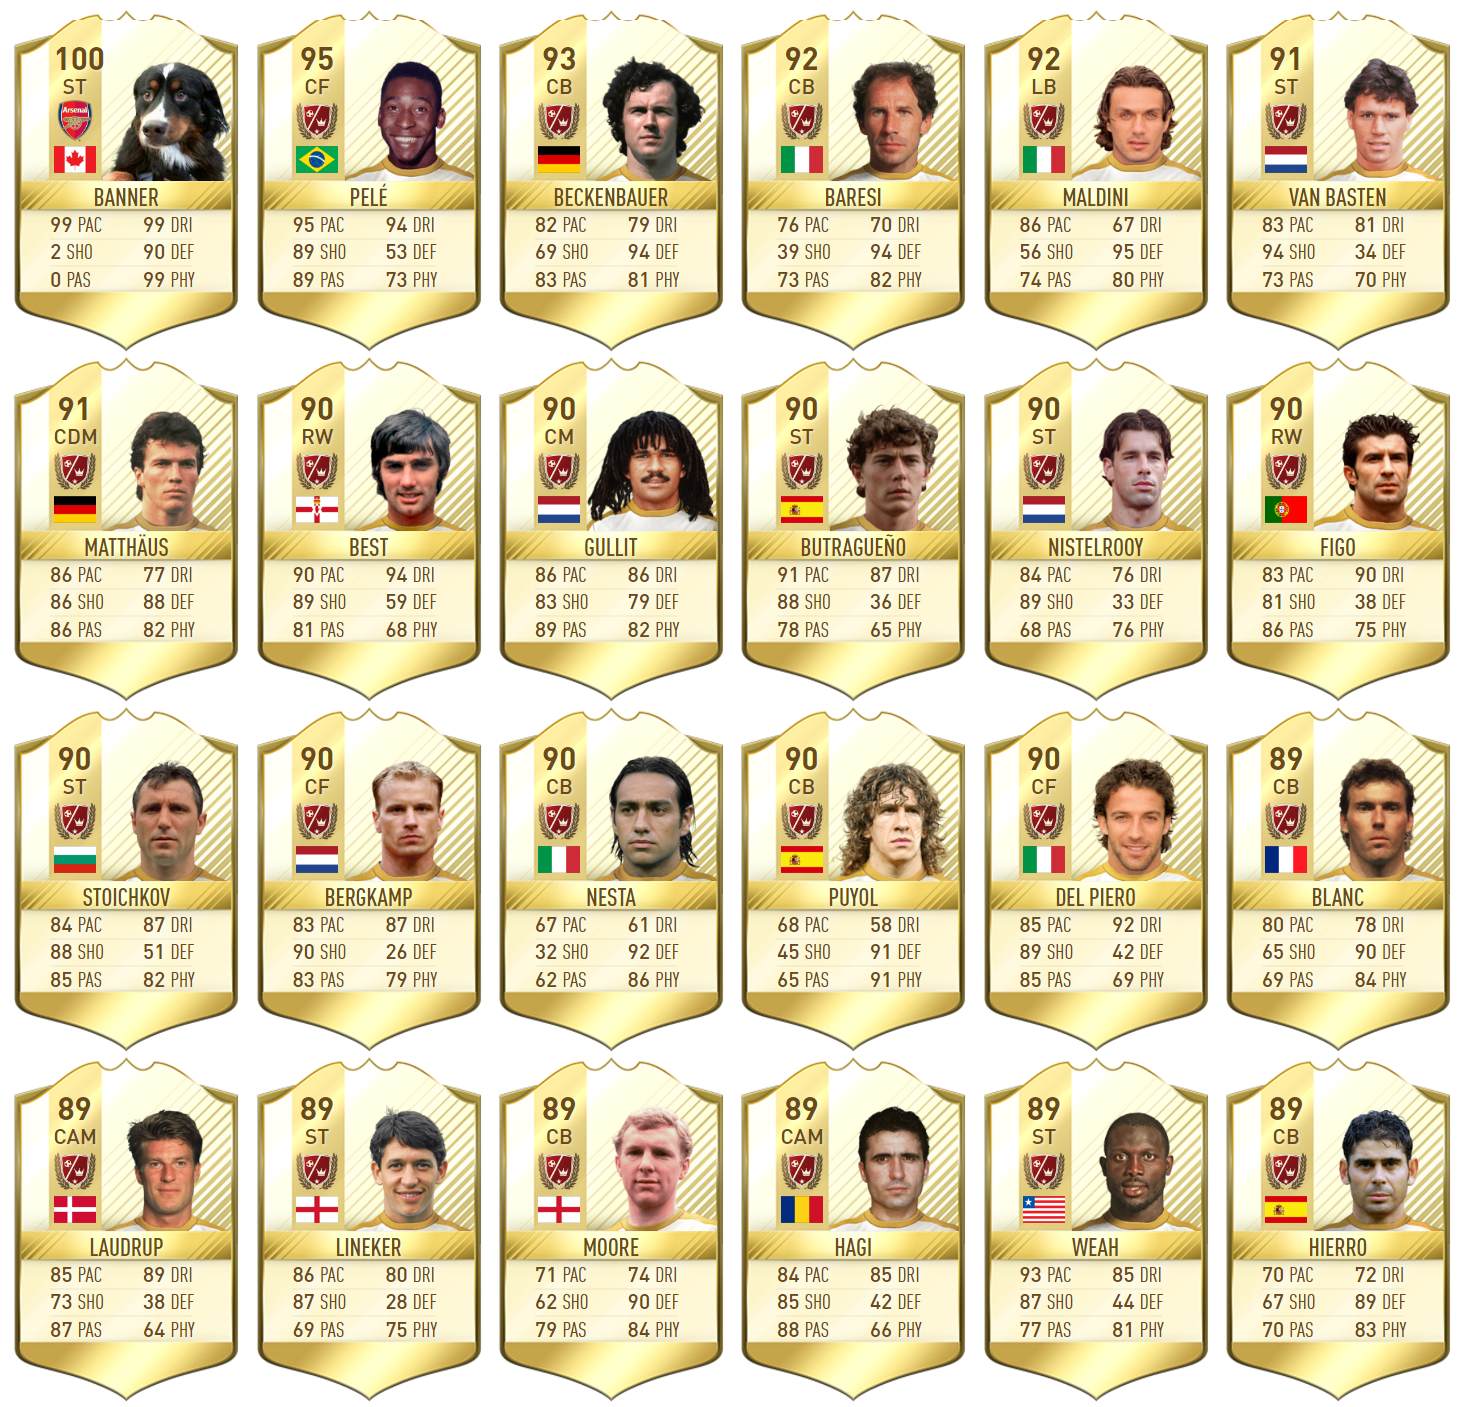 100
ST
Arsenal
BANNER
99 PAC 99 DRI
2 SHO 90 DEF
0 PAS 99 PHY
95
CF
PELÉ
95 PAC 94 DRI
89 SHO 53 DEF
89 PAS 73 PHY
93
CB
BECKENBAUER
82 PAC 79 DRI
69 SHO 94 DEF
83 PAS 81 PHY
92
CB
BARESI
76 PAC 70 DRI
39 SHO 94 DEF
73 PAS 82 PHY
92
LB
MALDINI
86 PAC 67 DRI
56 SHO 95 DEF
74 PAS 80 PHY
91
ST
VAN BASTEN
83 PAC 81 DRI
94 SHO 34 DEF
73 PAS 70 PHY
91
CDM
MATTHÄUS
86 PAC 77 DRI
86 SHO 88 DEF
86 PAS 82 PHY
90
RW
BEST
90 PAC 94 DRI
89 SHO 59 DEF
81 PAS 68 PHY
90
CM
GULLIT
86 PAC 86 DRI
83 SHO 79 DEF
89 PAS 82 PHY
90
ST
BUTRAGUEÑO
91 PAC 87 DRI
88 SHO 36 DEF
78 PAS 65 PHY
90
ST
NISTELROOY
84 PAC 76 DRI
89 SHO 33 DEF
68 PAS 76 PHY
90
RW
FIGO
83 PAC 90 DRI
81 SHO 38 DEF
86 PAS 75 PHY
90
ST
STOICHKOV
84 PAC 87 DRI
88 SHO 51 DEF
85 PAS 82 PHY
90
CF
BERGKAMP
83 PAC 87 DRI
90 SHO 26 DEF
83 PAS 79 PHY
90
CB
NESTA
67 PAC 61 DRI
32 SHO 92 DEF
62 PAS 86 PHY
90
CB
PUYOL
68 PAC 58 DRI
45 SHO 91 DEF
65 PAS 91 PHY
90
CF
DEL PIERO
85 PAC 92 DRI
89 SHO 42 DEF
85 PAS 69 PHY
89
CB
BLANC
80 PAC 78 DRI
65 SHO 90 DEF
69 PAS 84 PHY
89
CAM
LAUDRUP
85 PAC 89 DRI
73 SHO 38 DEF
87 PAS 64 PHY
89
ST
LINEKER
86 PAC 80 DRI
87 SHO 28 DEF
69 PAS 75 PHY
89
CB
MOORE
71 PAC 74 DRI
62 SHO 90 DEF
79 PAS 84 PHY
89
CAM
HAGI
84 PAC 85 DRI
85 SHO 42 DEF
88 PAS 66 PHY
89
ST
WEAH
93 PAC 85 DRI
87 SHO 44 DEF
77 PAS 81 PHY
89
CB
HIERRO
70 PAC 72 DRI
67 SHO 89 DEF
70 PAS 83 PHY